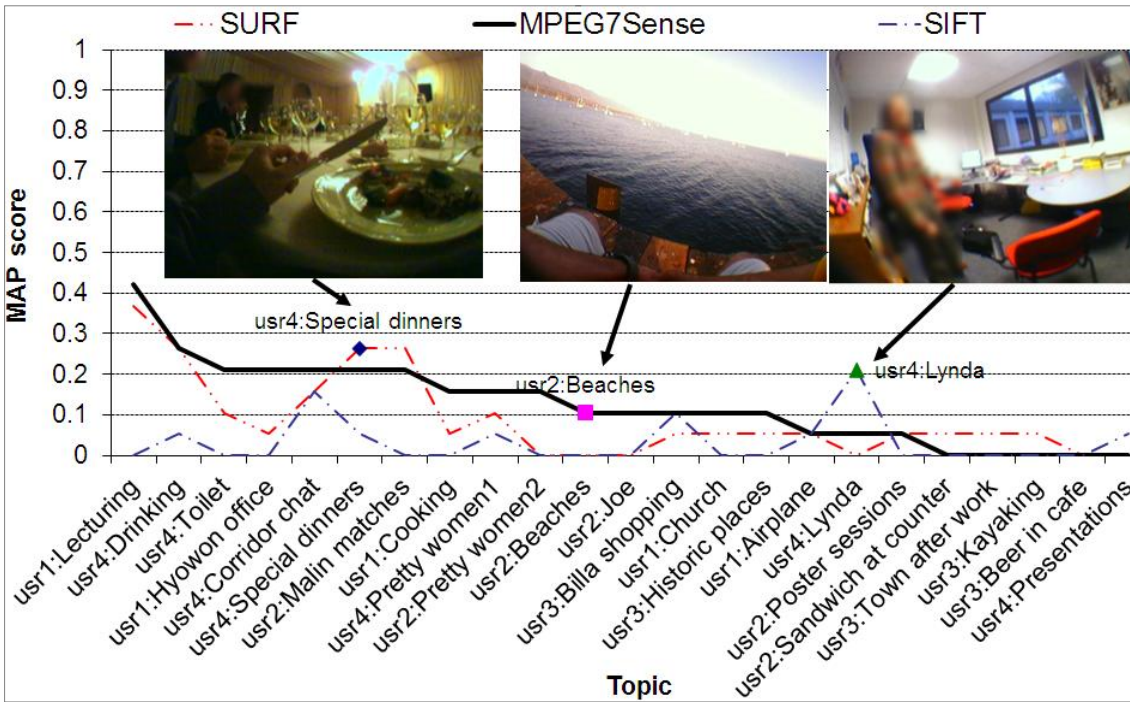 SURF MPEG7Sense SIFT
1
0.9
0.8
0.7
0.6
0.5
0.4
0.3
0.2
0.1
0
MAP score
usr4:Special dinners
usr2:Beaches
usr4:Lynda
usr1:Lecturing
usr4:Drinking
usr4:Toilet
usr1:Hyowon office
usr4:Corridor chat
usr4:Special dinners
usr2:Malin matches
usr1:Cooking
usr4:Pretty women1
usr2:Pretty women2
usr2:Beaches
usr2:Joe
usr3:Billa shopping
usr1:Church
usr3:Historic places
usr1:Airplane
usr4:Lynda
usr2:Poster sessions
usr2:Sandwich at counter
usr3:Town after work
usr3:Kayaking
usr3:Beer in cafe
usr4:Presentations
Topic